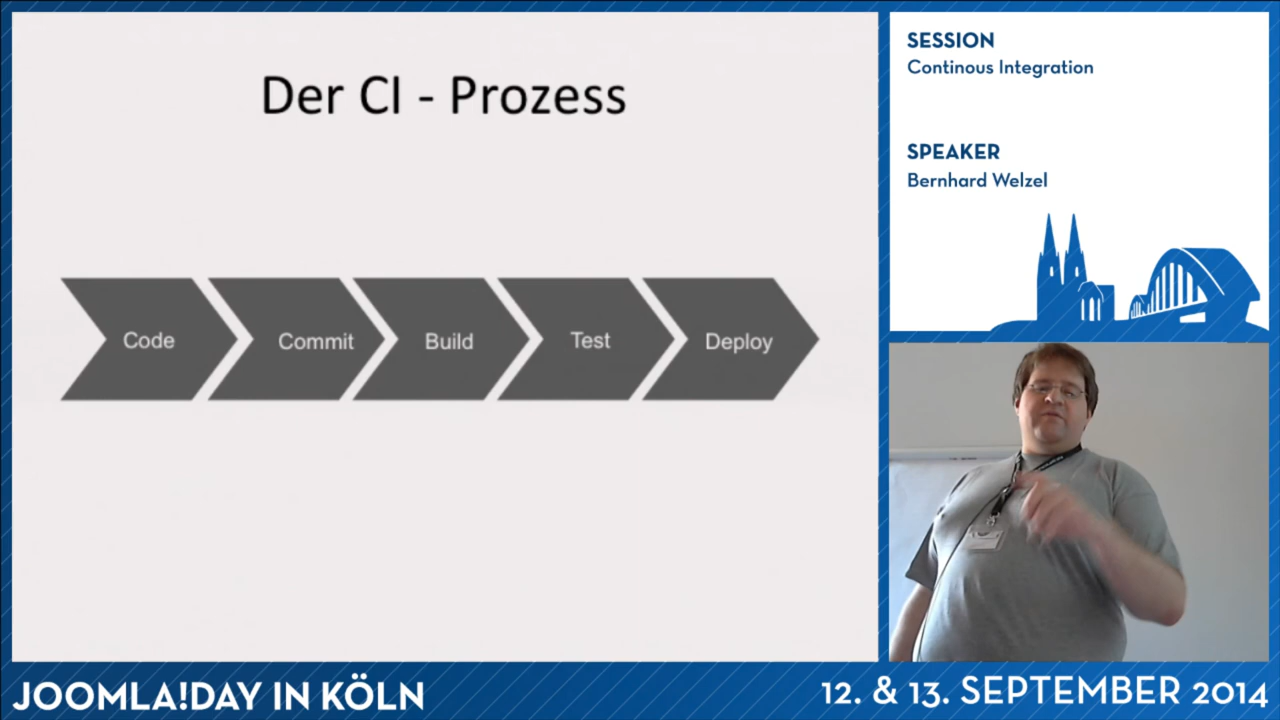 Der CI - Prozess
Code
Commit
Build
Test
Deploy
SESSION
Continous Integration
SPEAKER
Bernhard Welzel
JOOMLA!DAY IN KÖLN
12. & 13. SEPTEMBER 2014